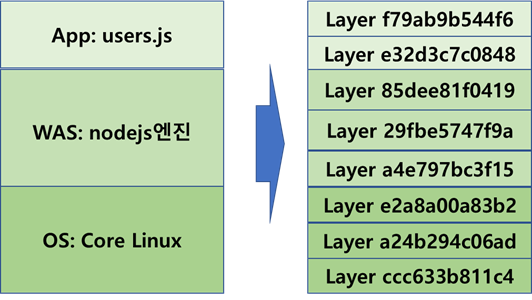 App: users.js
WAS: nodejs엔진
OS: Core Linux
Layer f79ab9b544f6
Layer e32d3c7c0848
Layer 85dee81f0419
Layer 29fbe5747f9a
Layer a4e797bc3f15
Layer e2a8a00a83b2
Layer a24b294c06ad
Layer ccc633b811c4